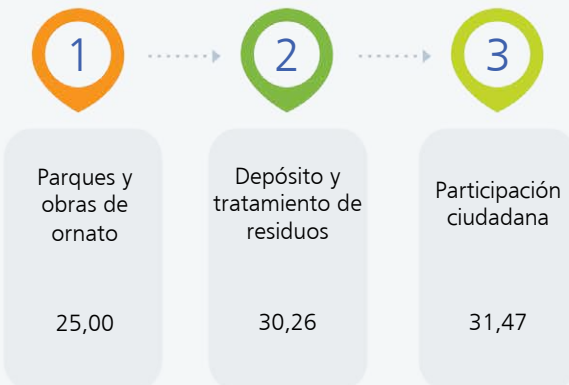 1
2
3
Parques y
obras de
ornato
25,00
Depósito y
tratamiento de
residuos
30,26
Participación
ciudadana
31,47